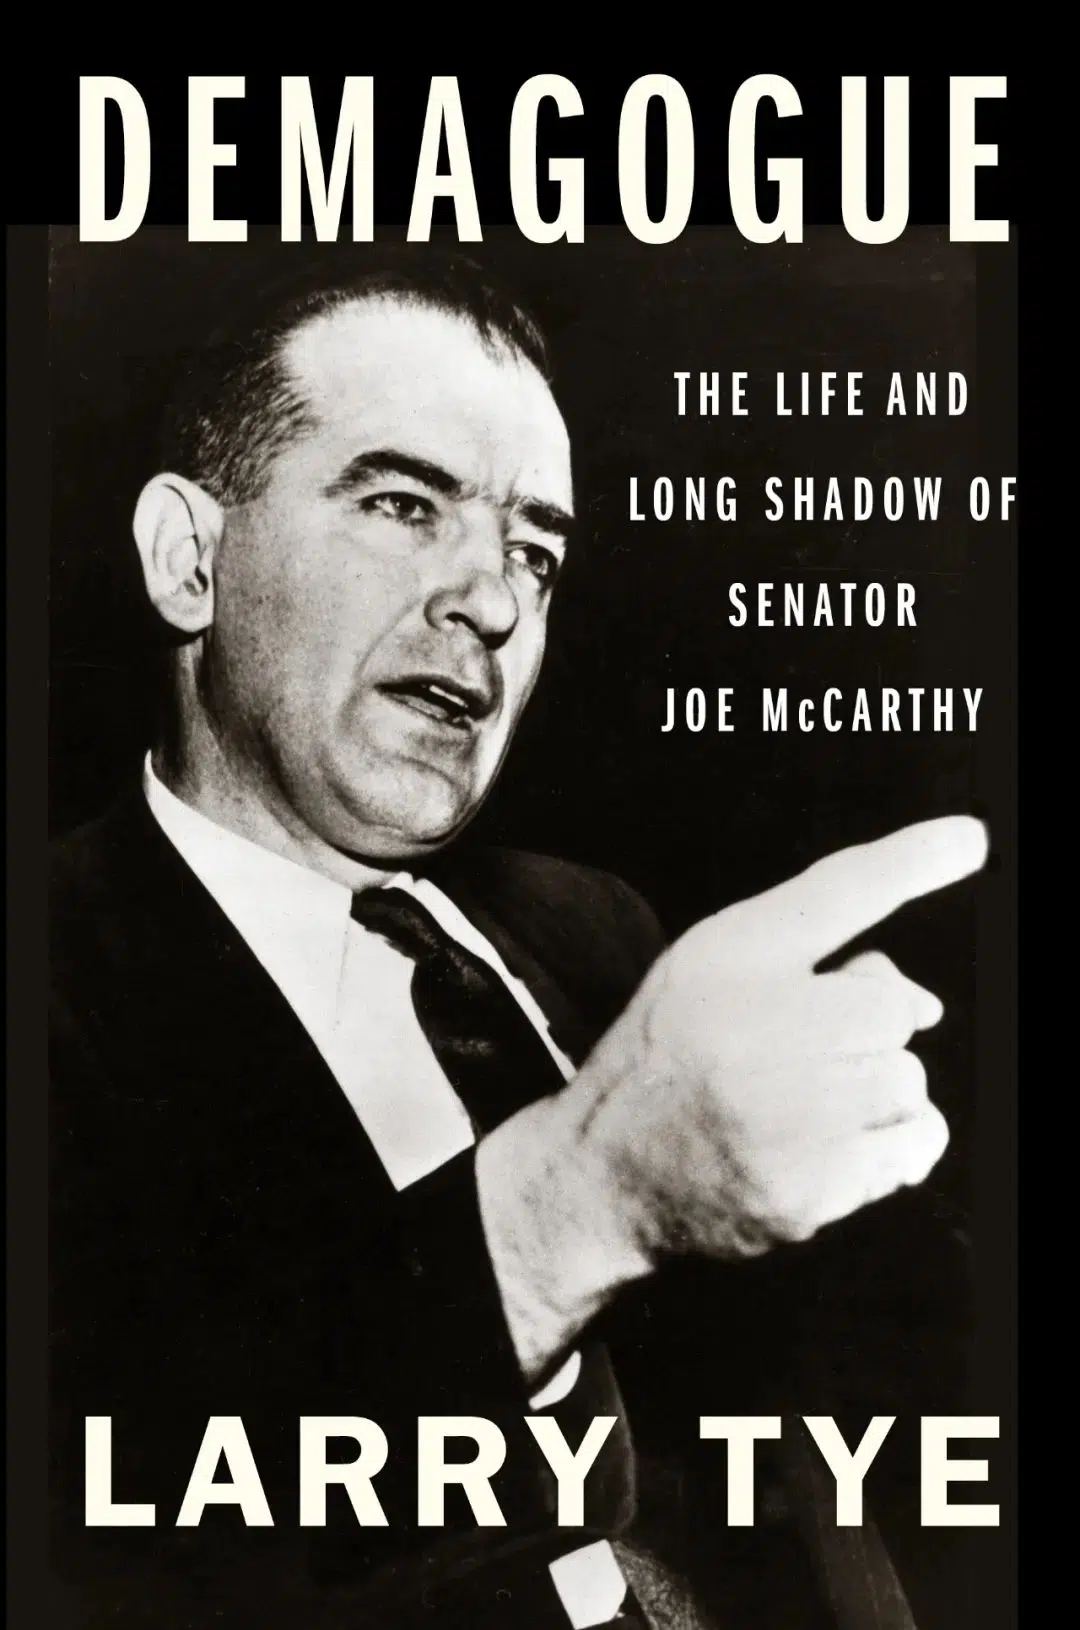 DEMAGOGUE
THE LIFE AND
LONG SHADOW OF
SENATOR
JOE McCARTHY
LARRY TYE